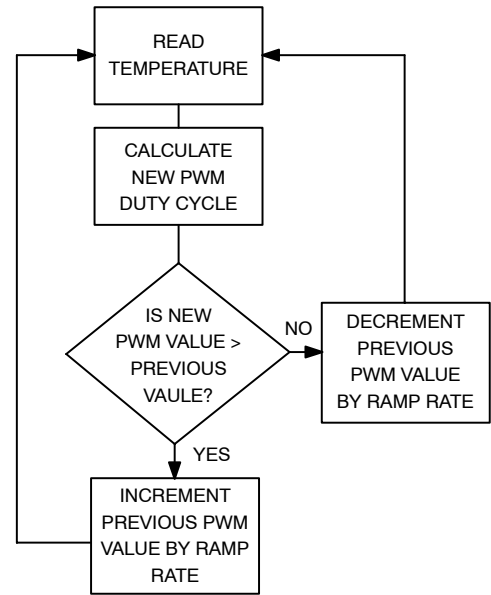 READ
TEMPERATURE
CALCULATE
NEW PWM
DUTY CYCLE
IS NEW
PWM VALUE >
PREVIOUS
VAULE?
NO
DECREMENT
PREVIOUS
PWM VALUE
BY RAMP RATE
YES
INCREMENT
PREVIOUS PWM
VALUE BY RAMP
RATE